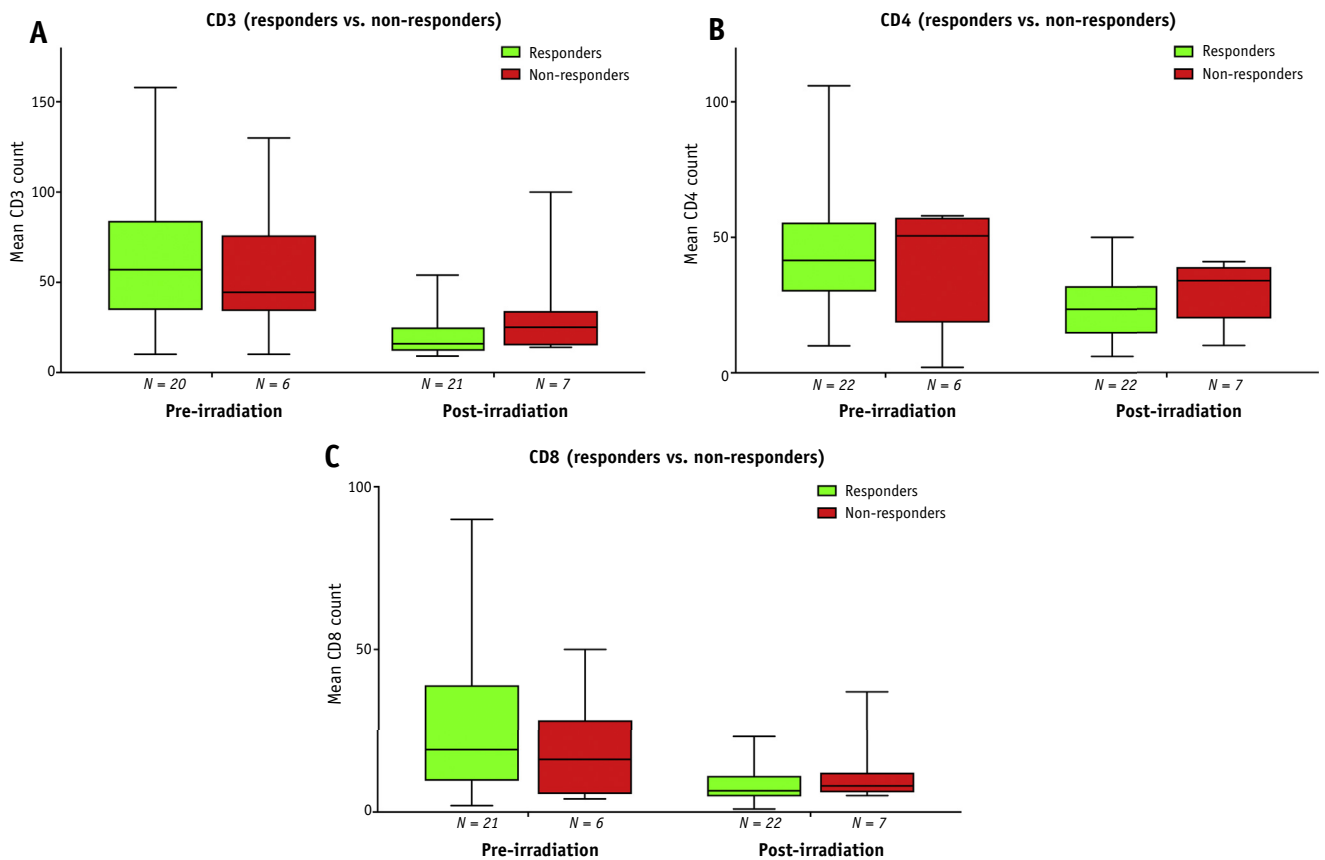 A
CD3 (responders vs. non-responders)
Responders
Non-responders
Mean CD3 count
150
100
50
0
N = 20
N = 6
N = 21
N = 7
Pre-irradiation
Post-irradiation
B
CD4 (responders vs. non-responders)
Responders
Non-responders
Mean CD4 count
100
50
0
N = 22
N = 6
N = 22
N = 7
Pre-irradiation
Post-irradiation
C
CD8 (responders vs. non-responders)
Responders
Non-responders
Mean CD8 count
100
50
0
N = 21
N = 6
N = 22
N = 7
Pre-irradiation
Post-irradiation